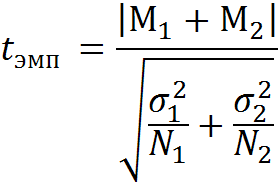 t_эмп = |M₁ + M₂| / √(σ₁²/N₁ + σ₂²/N₂)